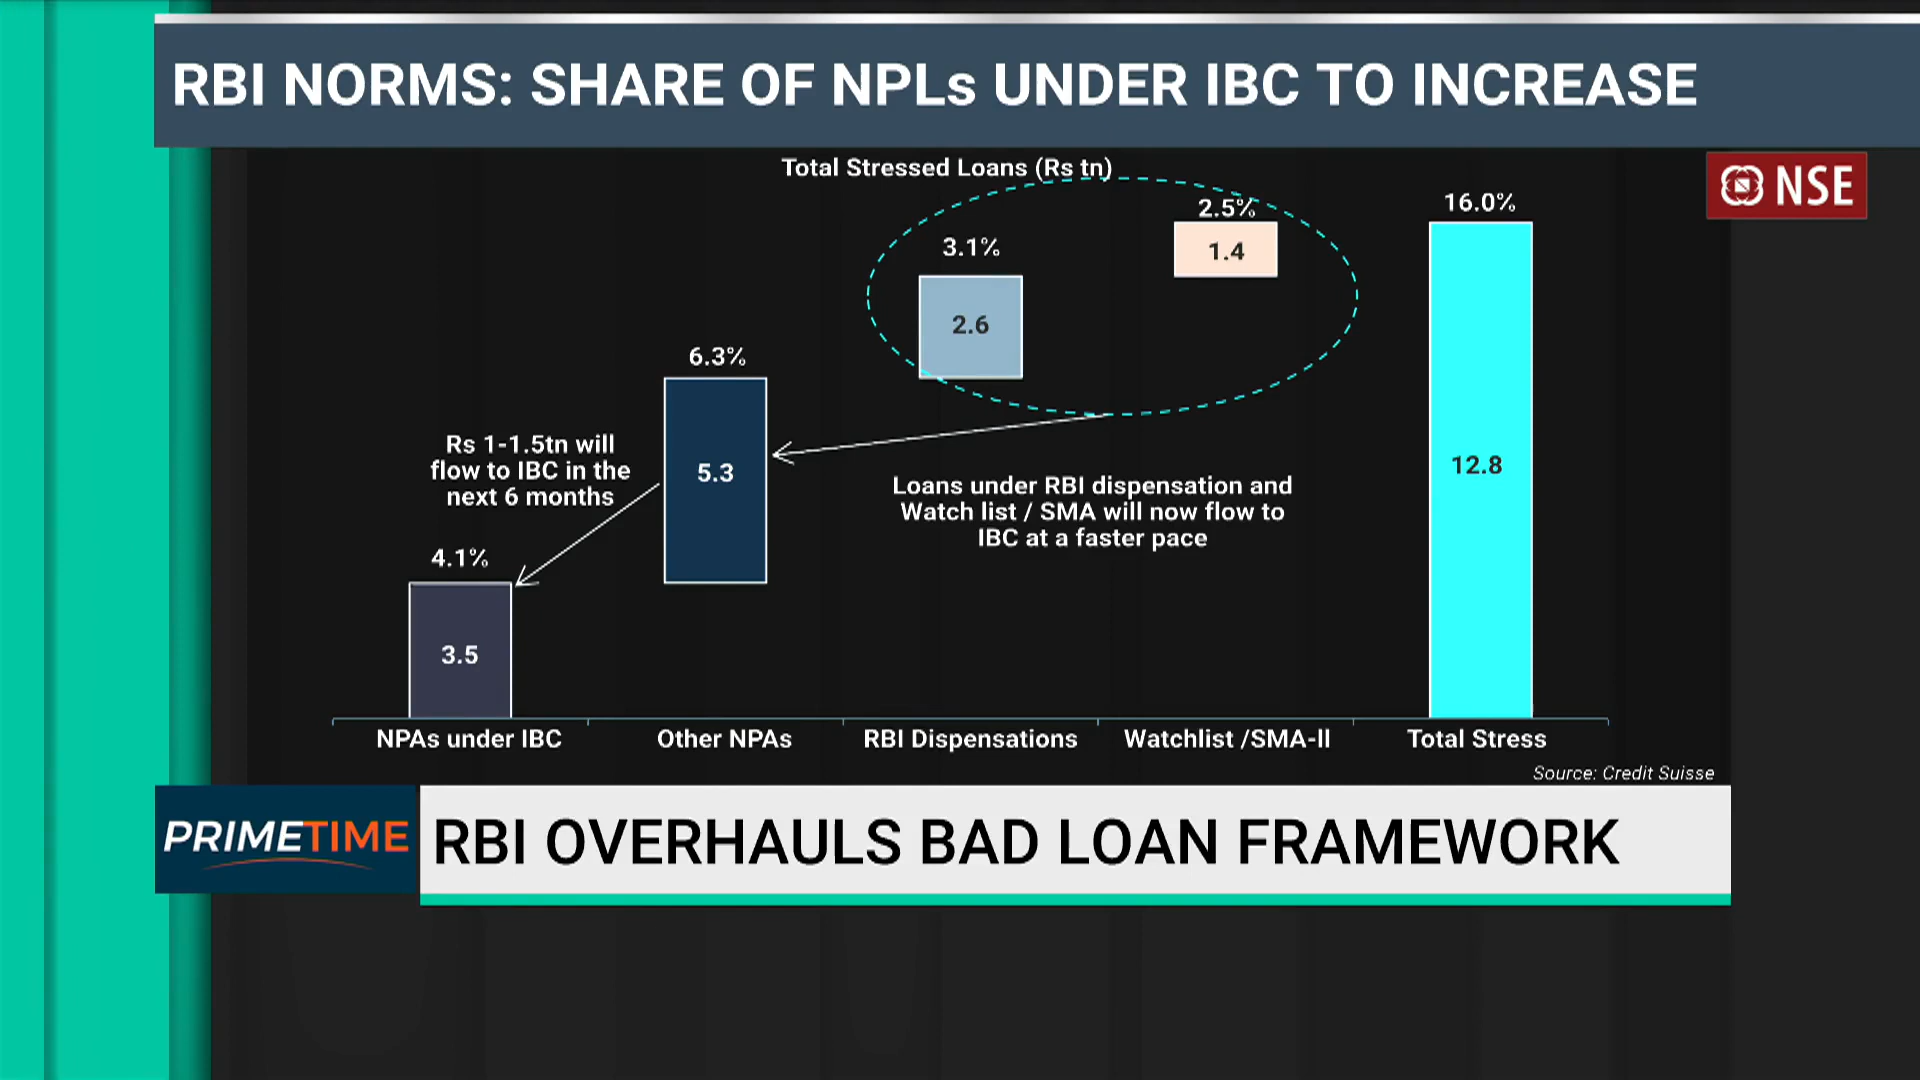 RBI NORMS: SHARE OF NPLs UNDER IBC TO INCREASE
NSE
Total Stressed Loans (Rs tn)
4.1%
3.5
6.3%
5.3
3.1%
2.6
2.5%
1.4
16.0%
12.8
Rs 1-1.5tn will
flow to IBC in the
next 6 months
Loans under RBI dispensation and
Watch list / SMA will now flow to
IBC at a faster pace
NPAs under IBC
Other NPAs
RBI Dispensations
Watchlist /SMA-II
Total Stress
Source: Credit Suisse
PRIMETIME
RBI OVERHAULS BAD LOAN FRAMEWORK